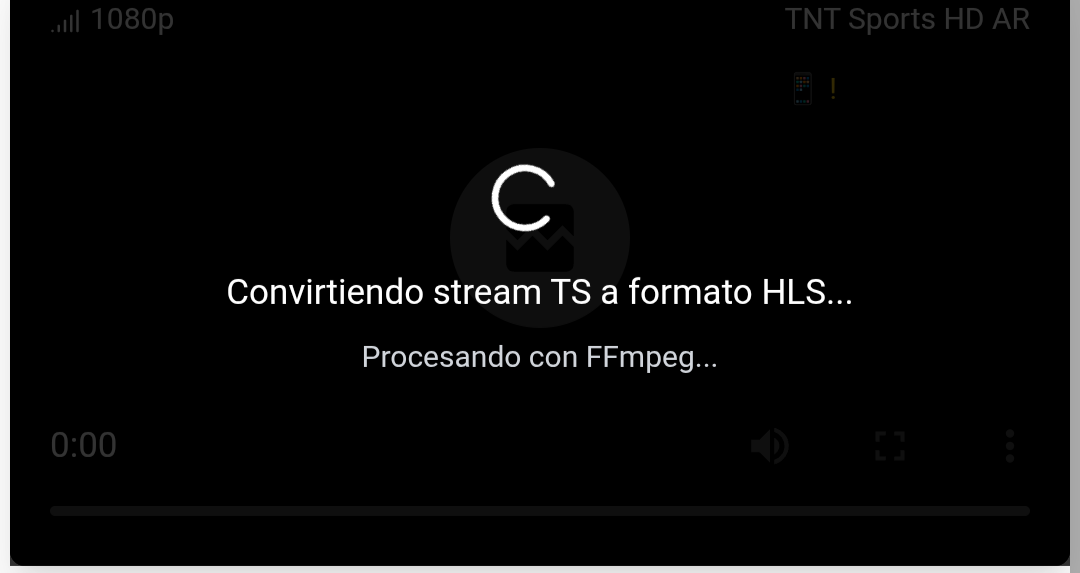 1080p
TNT Sports HD AR
!
Convirtiendo stream TS a formato HLS...
Procesando con FFmpeg...
0:00